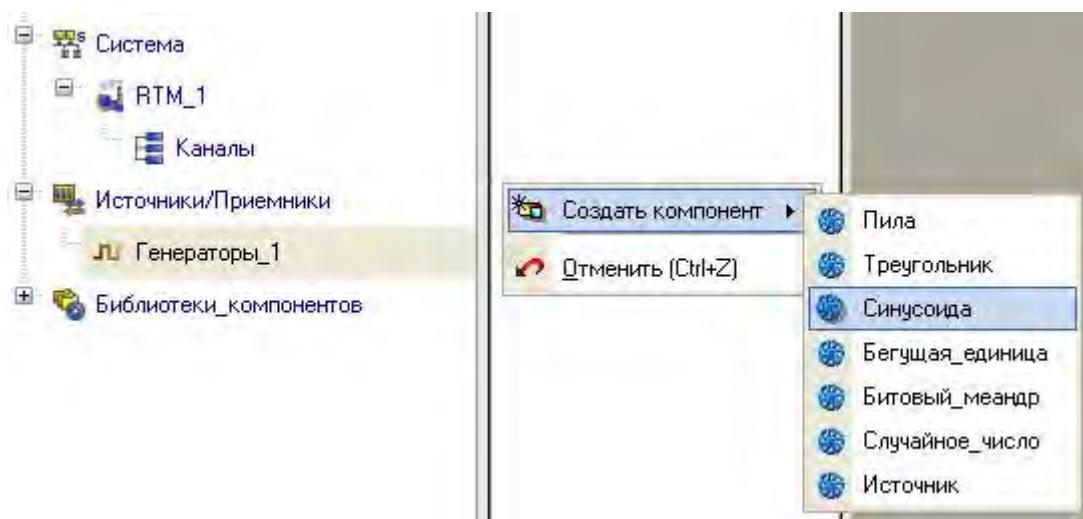 Система
RTM_1
Каналы
Источники/Приемники
Генераторы_1
Библиотеки_компонентов
Создать компонент
Отменить (Ctrl+Z)
Пила
Треугольник
Синусоида
Бегущая_единица
Битовый_меандр
Случайное_число
Источник